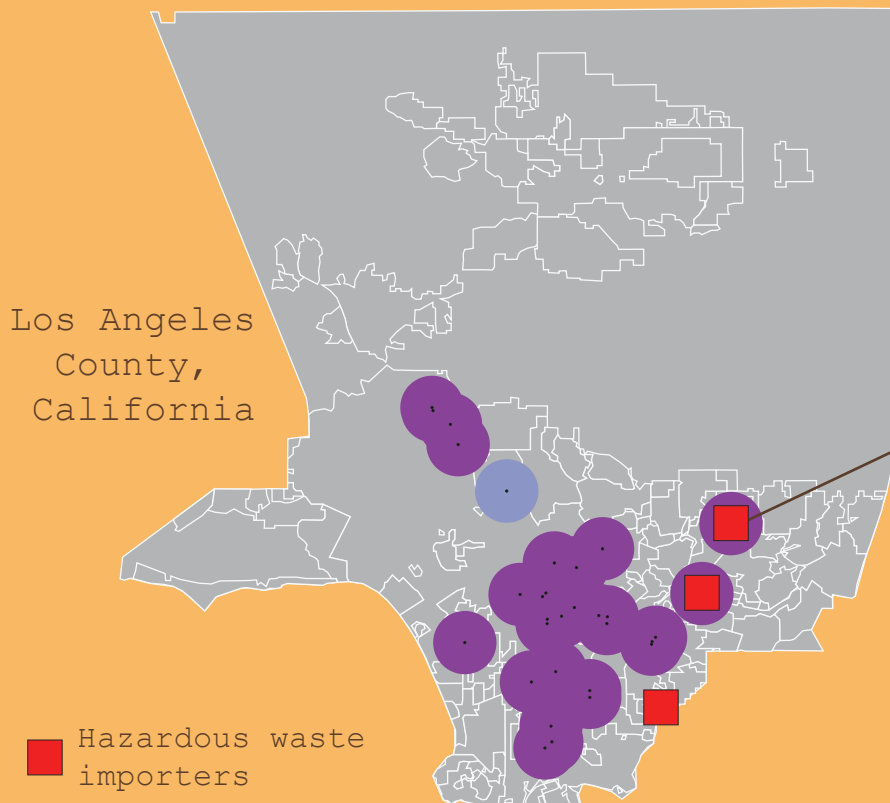 Los Angeles
County,
California
Hazardous waste
importers